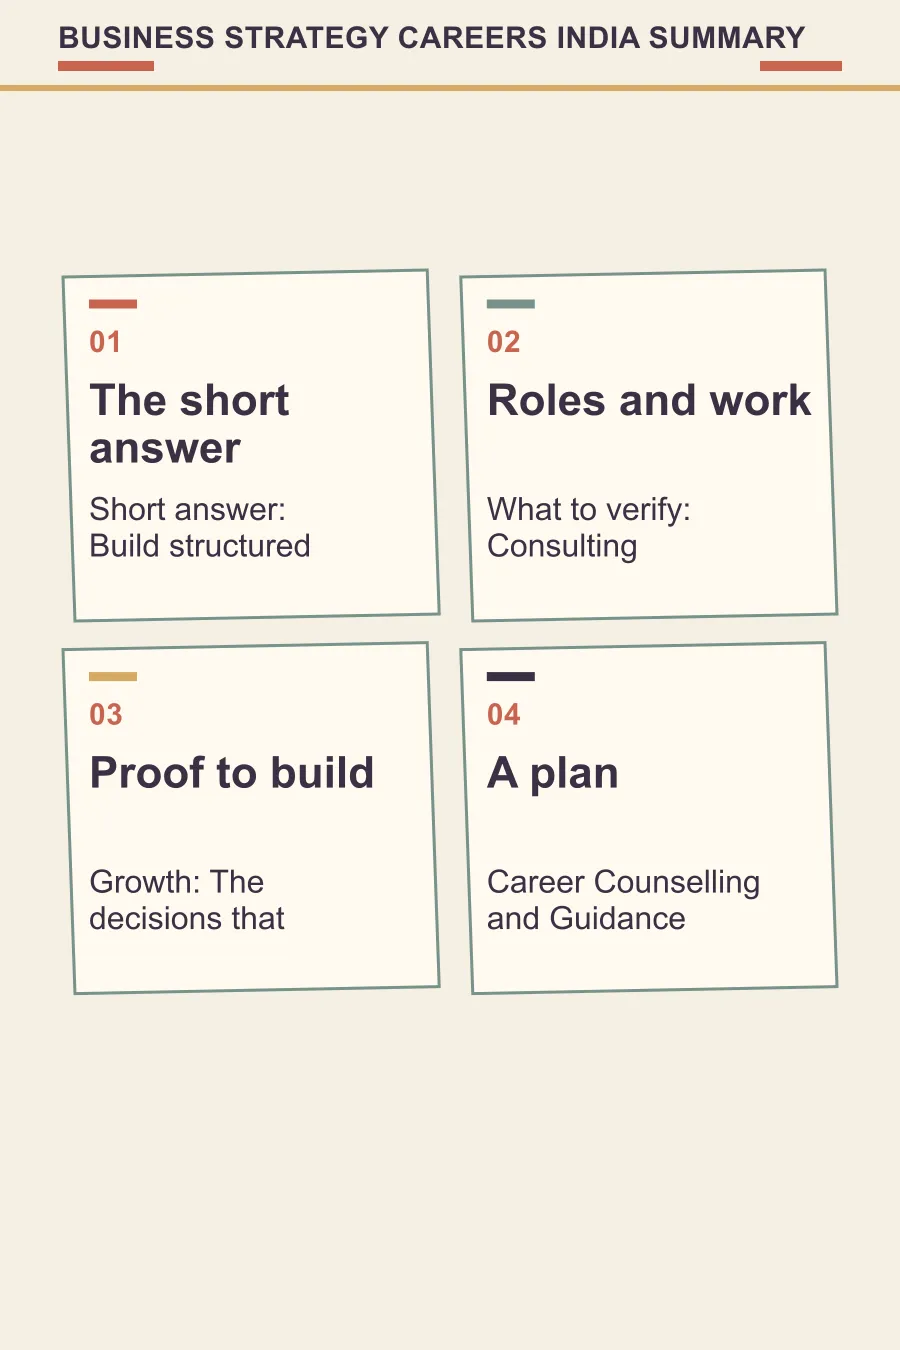 BUSINESS STRATEGY CAREERS INDIA SUMMARY
01
The short
answer
Short answer:
Build structured
02
Roles and work
What to verify:
Consulting
03
Proof to build
Growth: The
decisions that
04
A plan
Career Counselling
and Guidance